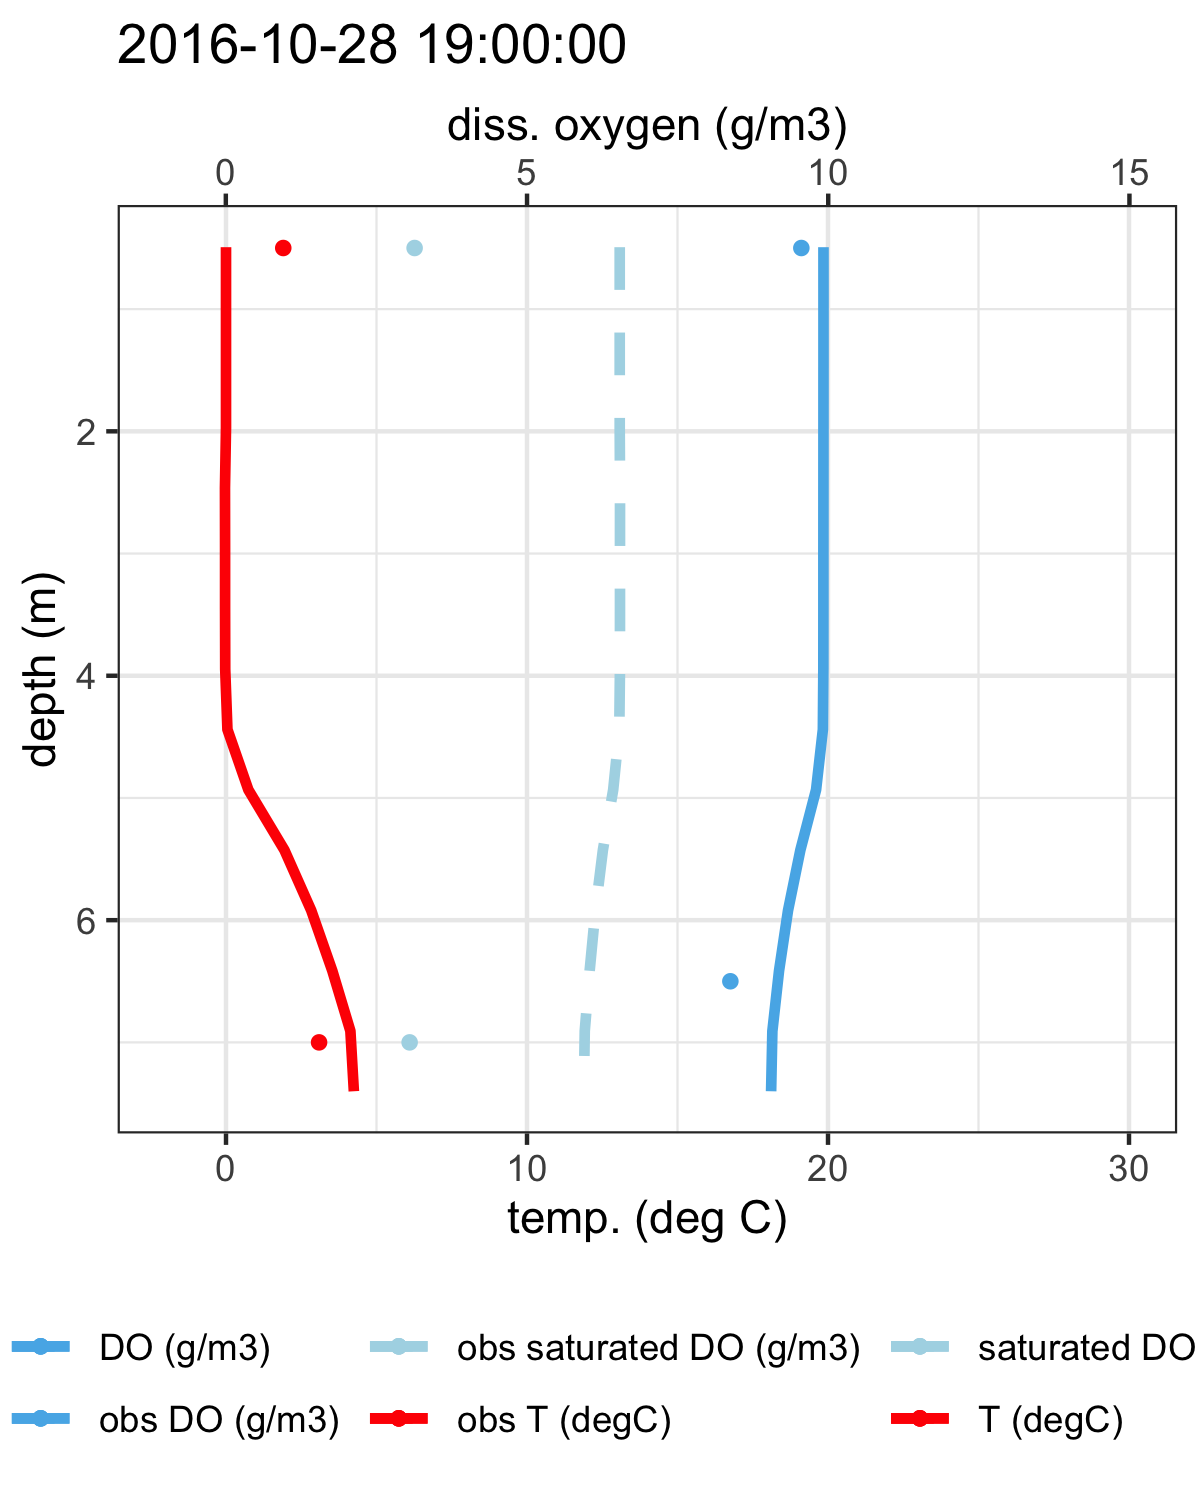 2016-10-28 19:00:00
diss. oxygen (g/m3)
0 5 10 15
depth (m)
2
4
6
0 10 20 30
temp. (deg C)
DO (g/m3) obs saturated DO (g/m3) saturated DO
obs DO (g/m3) obs T (degC) T (degC)